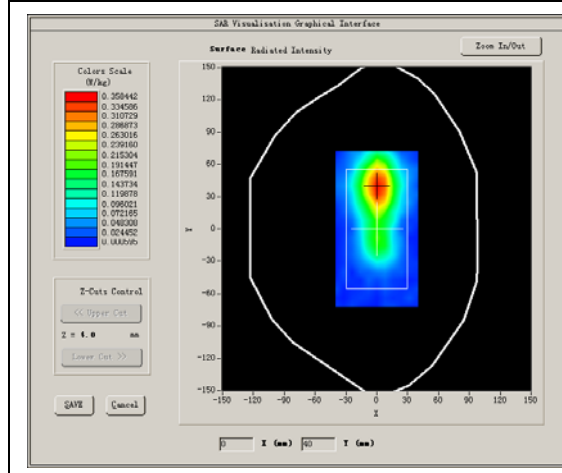 SAR Visualisation Graphical Interface
Surface Radiated Intensity
Zoom In/Out
Colors Scale
(W/kg)
0.358442
0.334586
0.310729
0.286873
0.263016
0.239160
0.215304
0.191447
0.167591
0.143734
0.119878
0.096021
0.072165
0.048308
0.024452
0.000595
150
120
90
60
30
0
-30
-60
-90
-120
-150
Y
-150 -120 -90 -60 -30 0 30 60 90 120 150
X
Z-Cuts Control
<< Upper Cut
Z = 4.0 mm
Lower Cut >>
SAVE Cancel
0 X (mm) 40 Y (mm)